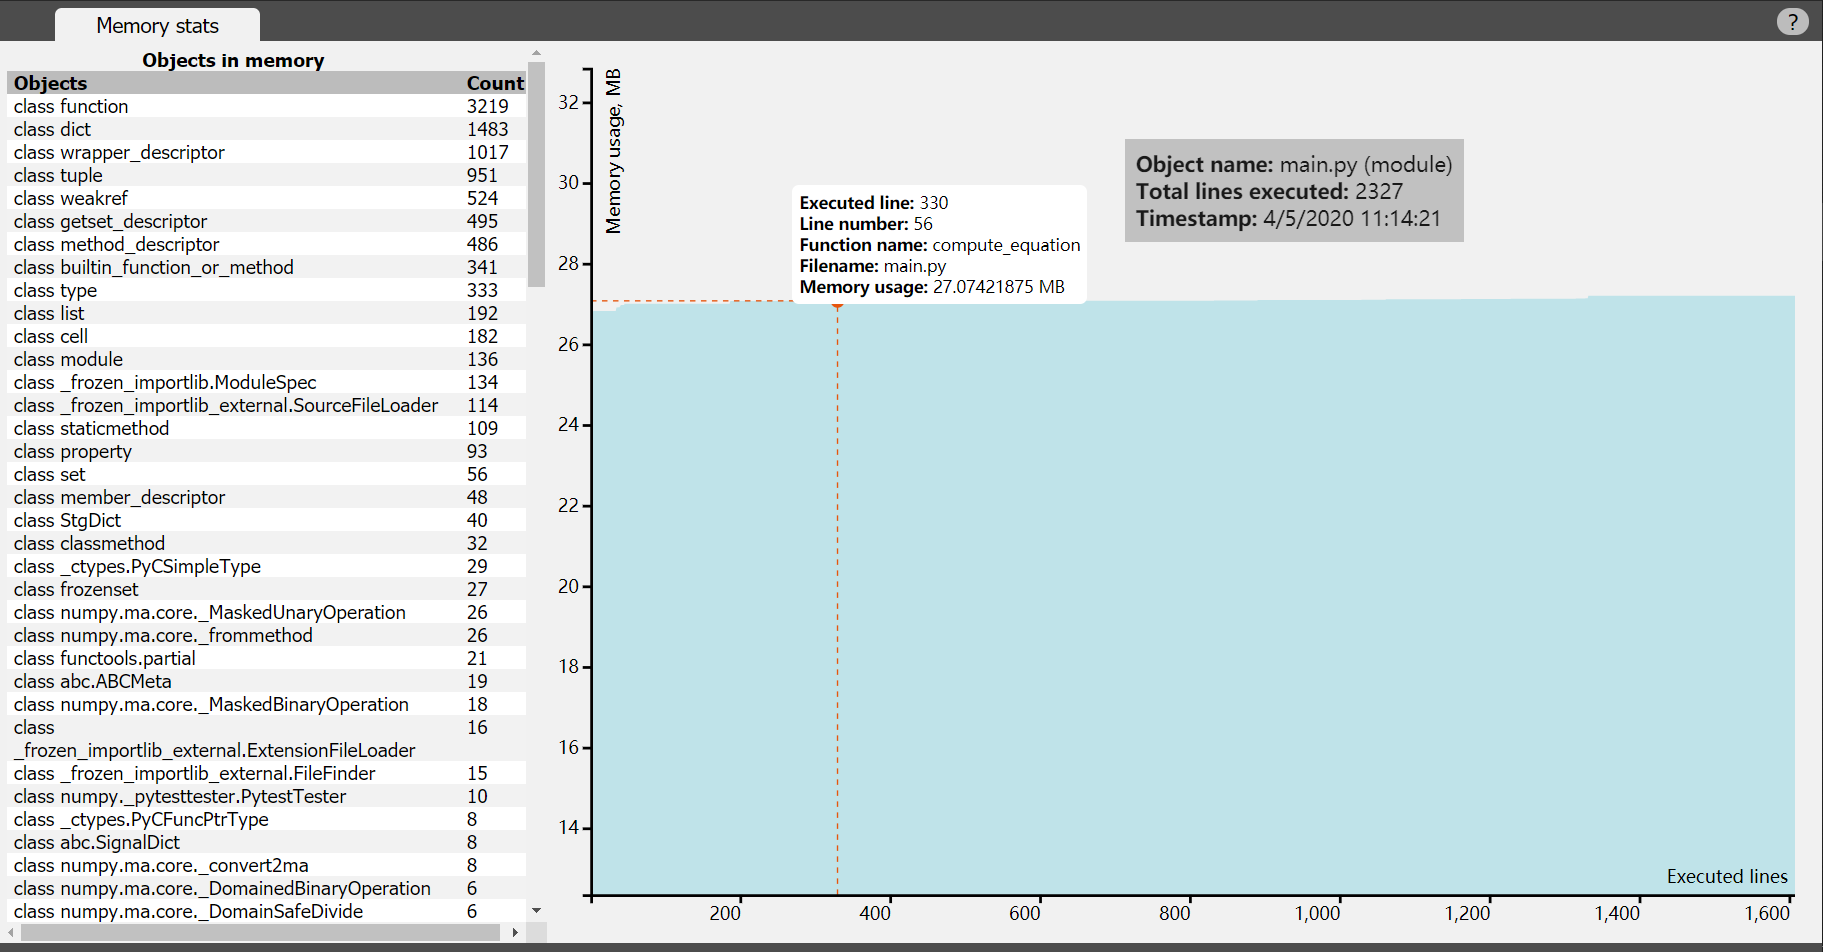 Memory stats
?
Objects in memory
Objects Count
class function 3219
class dict 1483
class wrapper_descriptor 1017
class tuple 951
class weakref 524
class getset_descriptor 495
class method_descriptor 486
class builtin_function_or_method 341
class type 333
class list 192
class cell 182
class module 136
class _frozen_importlib.ModuleSpec 134
class _frozen_importlib_external.SourceFileLoader 114
class staticmethod 109
class property 93
class set 56
class member_descriptor 48
class StgDict 40
class classmethod 32
class _ctypes.PyCSimpleType 29
class frozenset 27
class numpy.ma.core._MaskedUnaryOperation 26
class numpy.ma.core._frommethod 26
class functools.partial 21
class abc.ABCMeta 19
class numpy.ma.core._MaskedBinaryOperation 18
class 16
_frozen_importlib_external.ExtensionFileLoader
class _frozen_importlib_external.FileFinder 15
class numpy._pytesttester.PytestTester 10
class _ctypes.PyCFuncPtrType 8
class abc.SignalDict 8
class numpy.ma.core._convert2ma 8
class numpy.ma.core._DomainedBinaryOperation 6
class numpy.ma.core._DomainSafeDivide 6
Memory usage, MB
32
30
28
26
24
22
20
18
16
14
Executed line: 330
Line number: 56
Function name: compute_equation
Filename: main.py
Memory usage: 27.07421875 MB
Object name: main.py (module)
Total lines executed: 2327
Timestamp: 4/5/2020 11:14:21
Executed lines
200 400 600 800 1,000 1,200 1,400 1,600